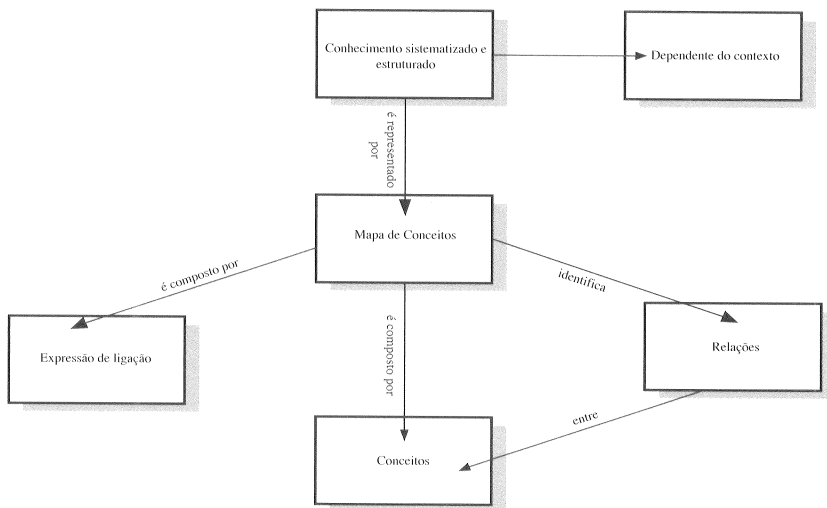 Conhecimento sistematizado e
estruturado
Dependente do contexto
é representado
por
Mapa de Conceitos
é composto por
identifica
é composto por
Expressão de ligação
Relações
entre
Conceitos